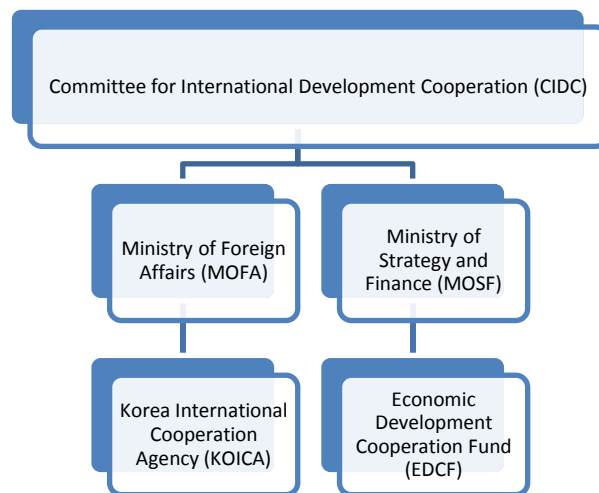 Committee for International Development Cooperation (CIDC)
Ministry of Foreign
Affairs (MOFA)
Ministry of
Strategy and
Finance (MOSF)
Korea International
Cooperation
Agency (KOICA)
Economic
Development
Cooperation Fund
(EDCF)